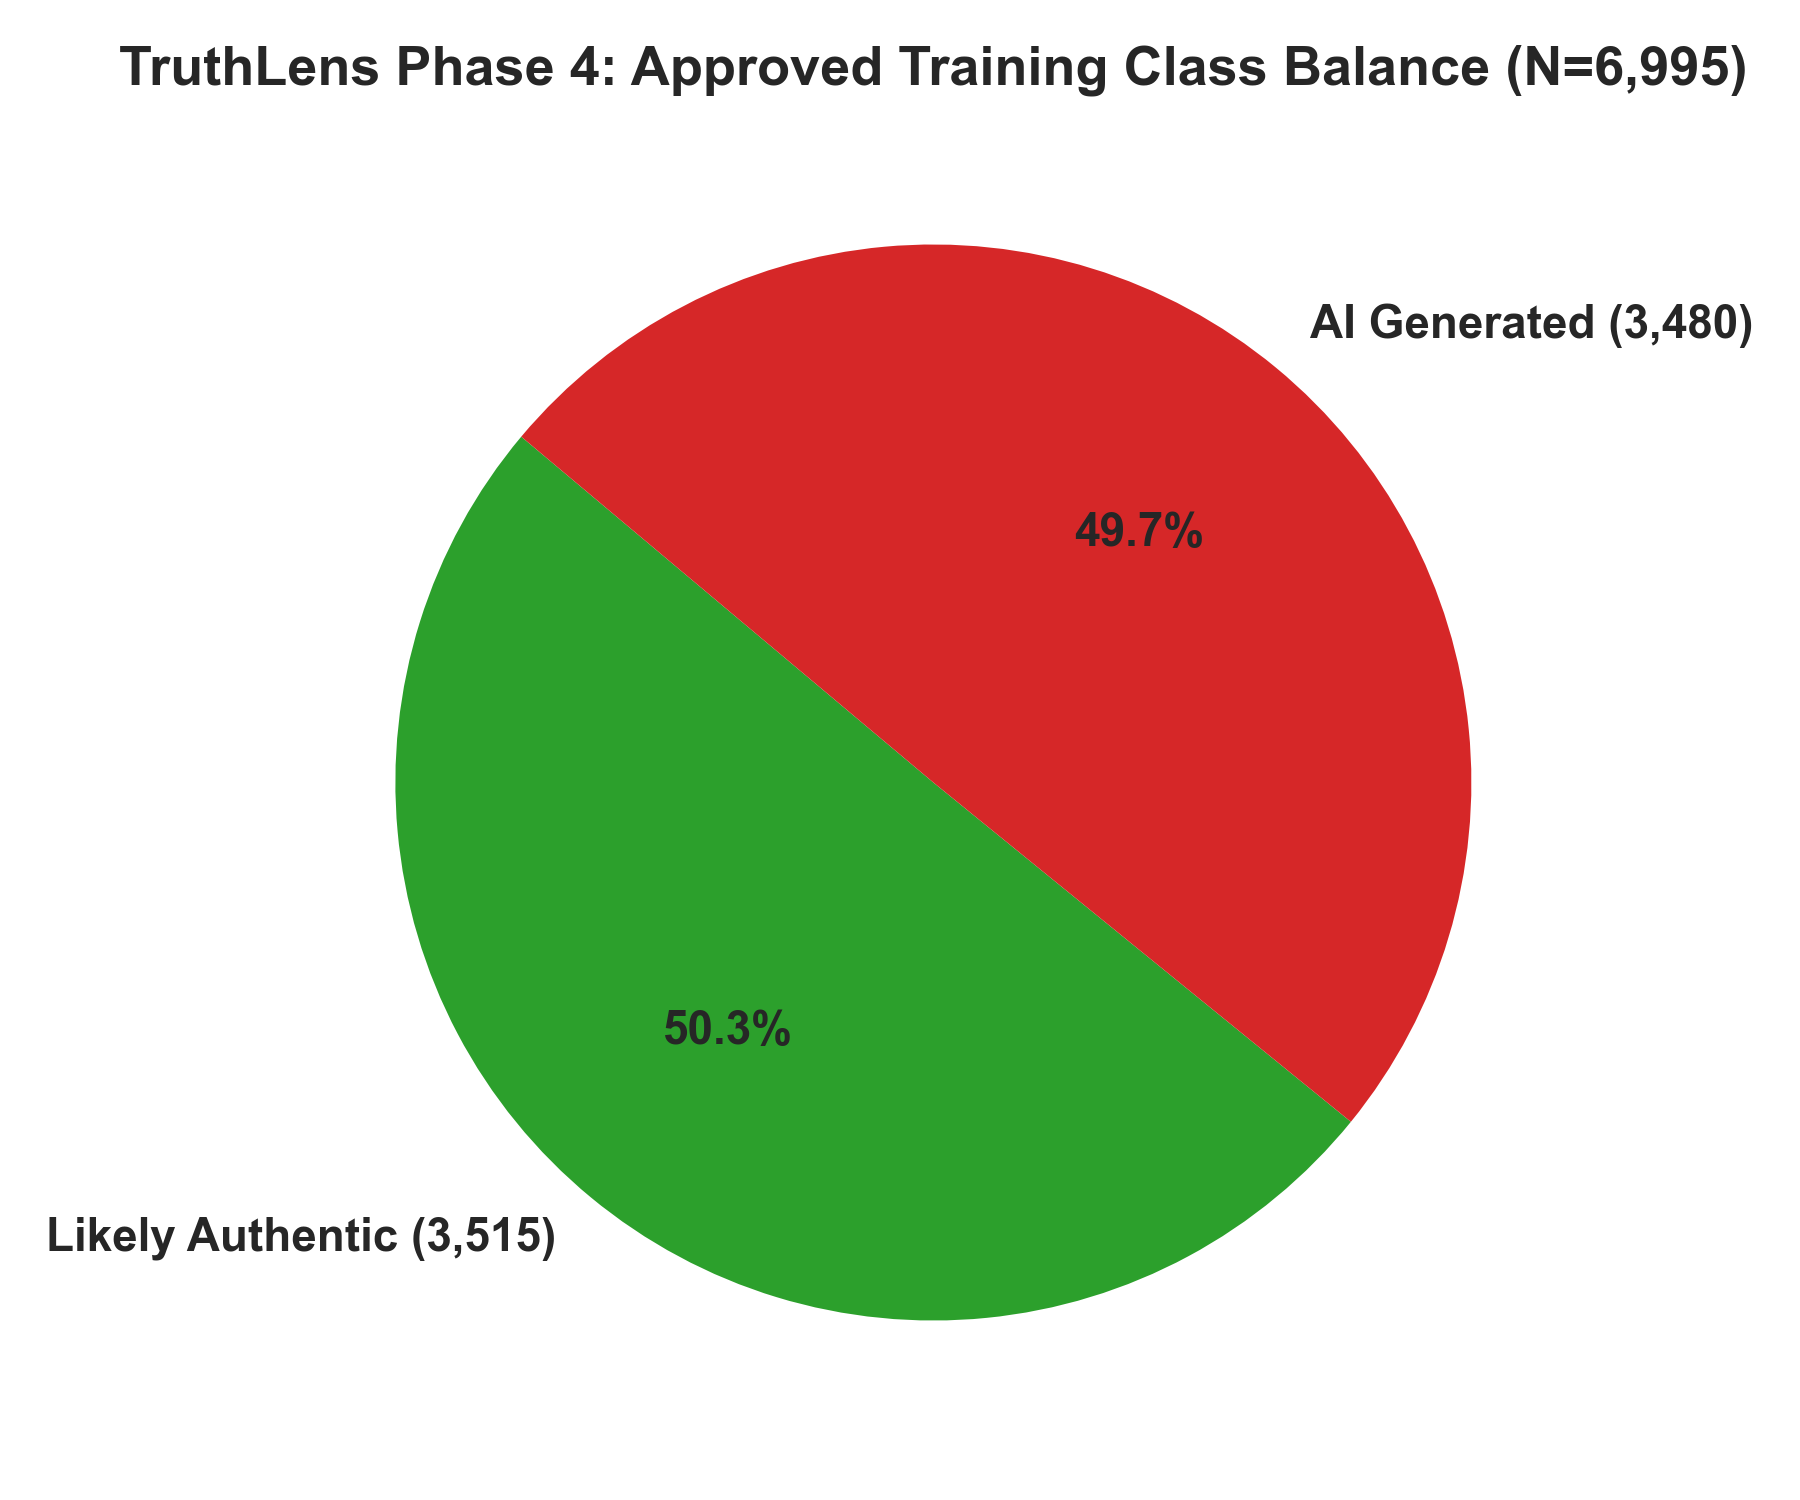 TruthLens Phase 4: Approved Training Class Balance (N=6,995)
AI Generated (3,480)
49.7%
50.3%
Likely Authentic (3,515)